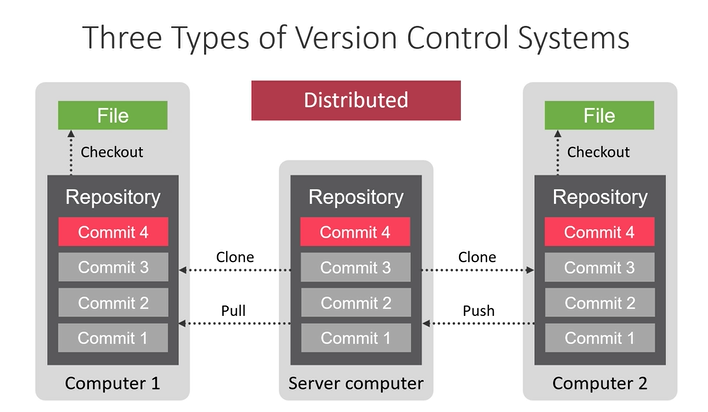 Three Types of Version Control Systems
Distributed
File
Checkout
Repository
Commit 4
Commit 3
Commit 2
Commit 1
Computer 1
Clone
Pull
Repository
Commit 4
Commit 3
Commit 2
Commit 1
Server computer
Clone
Push
File
Checkout
Repository
Commit 4
Commit 3
Commit 2
Commit 1
Computer 2